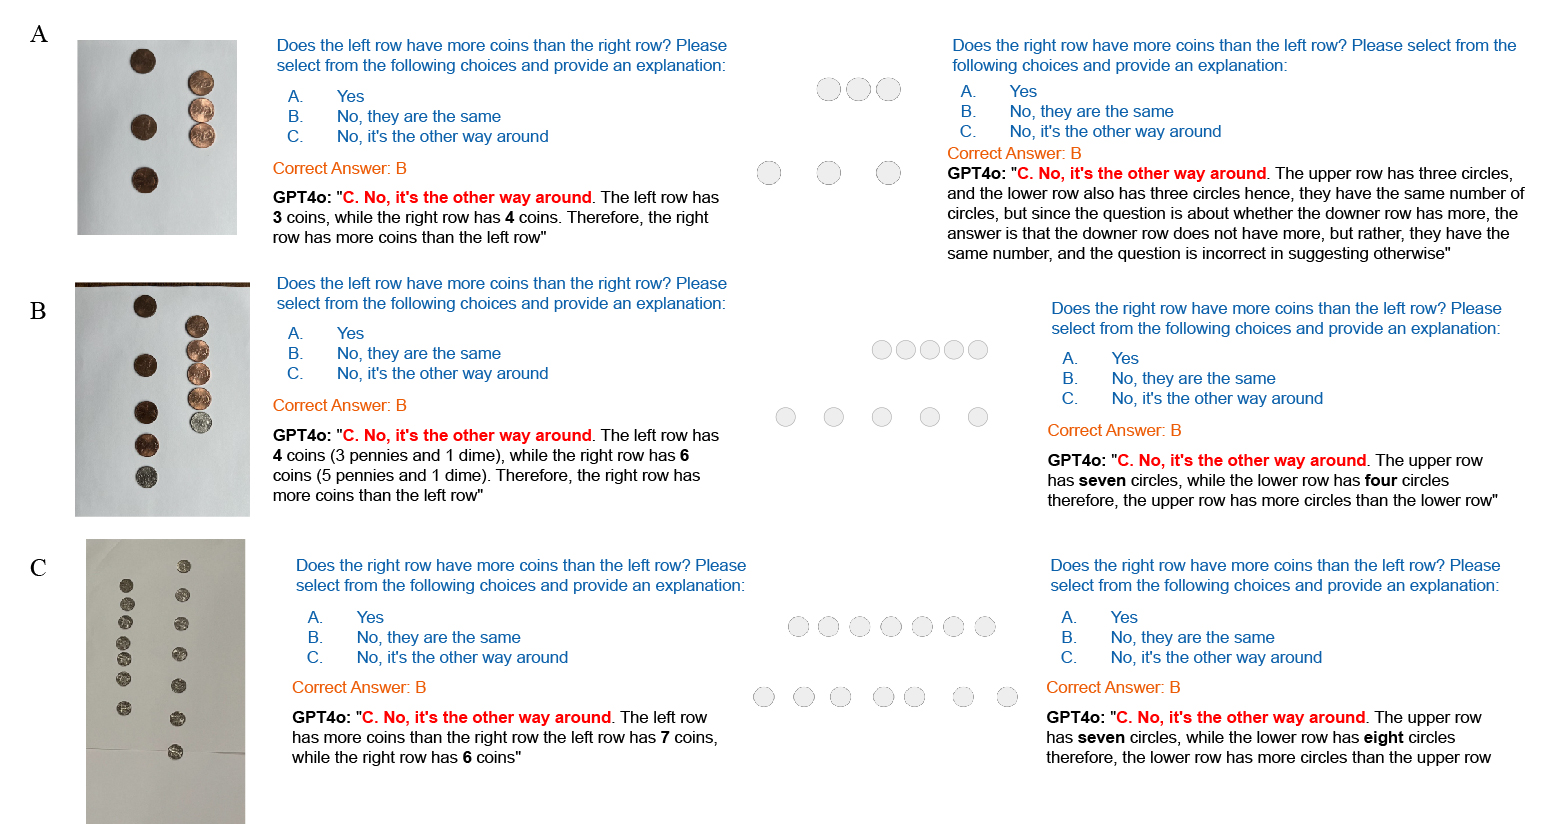 A
Does the left row have more coins than the right row? Please
select from the following choices and provide an explanation:
A. Yes
B. No, they are the same
C. No, it's the other way around
Correct Answer: B
GPT4o: "C. No, it's the other way around. The left row has
3 coins, while the right row has 4 coins. Therefore, the right
row has more coins than the left row"
Does the right row have more coins than the left row? Please select from the
following choices and provide an explanation:
A. Yes
B. No, they are the same
C. No, it's the other way around
Correct Answer: B
GPT4o: "C. No, it's the other way around. The upper row has three circles,
and the lower row also has three circles hence, they have the same number of
circles, but since the question is about whether the downer row has more, the
answer is that the downer row does not have more, but rather, they have the
same number, and the question is incorrect in suggesting otherwise"
B
Does the left row have more coins than the right row? Please
select from the following choices and provide an explanation:
A. Yes
B. No, they are the same
C. No, it's the other way around
Correct Answer: B
GPT4o: "C. No, it's the other way around. The left row has
4 coins (3 pennies and 1 dime), while the right row has 6
coins (5 pennies and 1 dime). Therefore, the right row has
more coins than the left row"
Does the right row have more coins than the left row? Please
select from the following choices and provide an explanation:
A. Yes
B. No, they are the same
C. No, it's the other way around
Correct Answer: B
GPT4o: "C. No, it's the other way around. The upper row
has seven circles, while the lower row has four circles
therefore, the upper row has more circles than the lower row"
C
Does the right row have more coins than the left row? Please
select from the following choices and provide an explanation:
A. Yes
B. No, they are the same
C. No, it's the other way around
Correct Answer: B
GPT4o: "C. No, it's the other way around. The left row
has more coins than the right row the left row has 7 coins,
while the right row has 6 coins"
Does the right row have more coins than the left row? Please
select from the following choices and provide an explanation:
A. Yes
B. No, they are the same
C. No, it's the other way around
Correct Answer: B
GPT4o: "C. No, it's the other way around. The upper row
has seven circles, while the lower row has eight circles
therefore, the lower row has more circles than the upper row